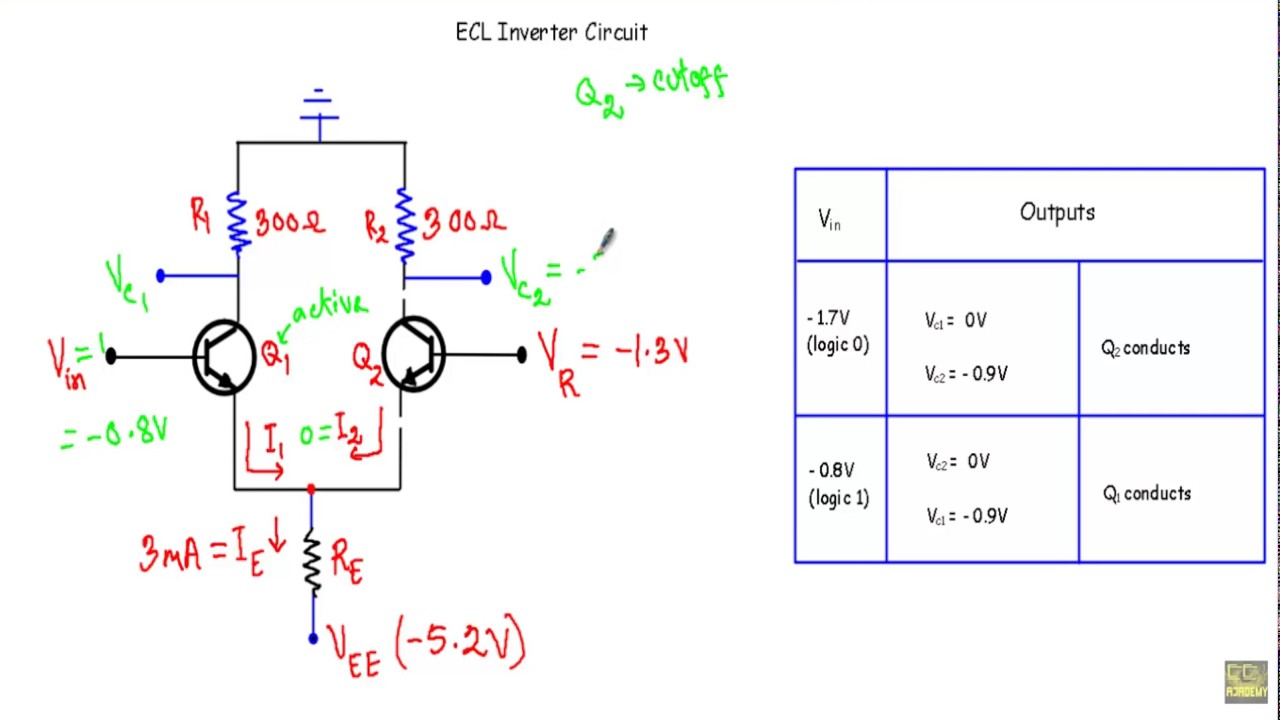 ECL Inverter Circuit
Q2 → cutoff
R1 300Ω
R2 300Ω
Vc1
Vc2 = -
active
Vin = 1
= -0.8V
Q1
Q2
VR = -1.3V
I1
0 = I2
3mA = IE
RE
VEE (-5.2V)
Vin
Outputs
- 1.7V
(logic 0)
Vc1 = 0V
Vc2 = - 0.9V
Q2 conducts
- 0.8V
(logic 1)
Vc2 = 0V
Vc1 = - 0.9V
Q1 conducts
ACADEMY